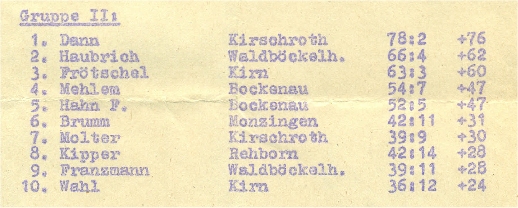 Gruppe II:
1. Dann Kirschroth 78:2 +76
2. Haubrich Waldböckelh. 66:4 +62
3. Frötschel Kirn 63:3 +60
4. Mehlem Bockenau 54:7 +47
5. Hahn F. Bockenau 52:5 +47
6. Brumm Monzingen 42:11 +31
7. Molter Kirschroth 39:9 +30
8. Kipper Rehborn 42:14 +28
9. Franzmann Waldböckelh. 39:11 +28
10. Wahl Kirn 36:12 +24